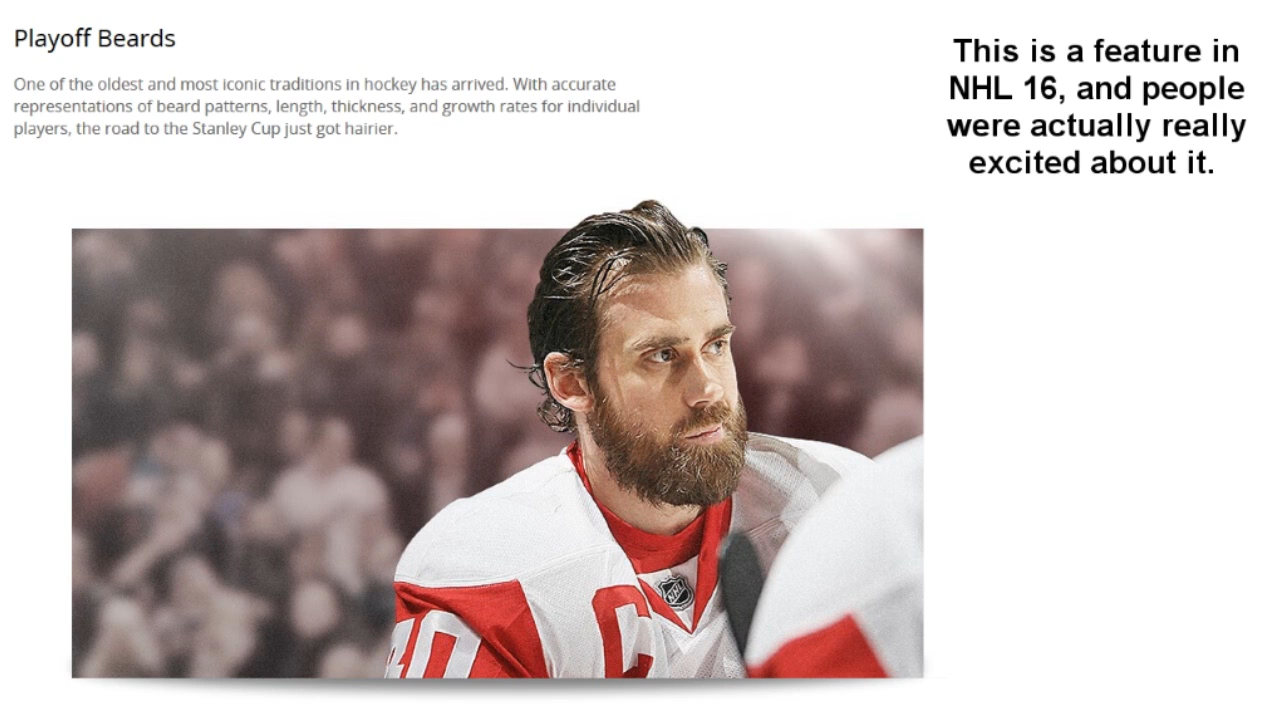 Playoff Beards
One of the oldest and most iconic traditions in hockey has arrived. With accurate
representations of beard patterns, length, thickness, and growth rates for individual
players, the road to the Stanley Cup just got hairier.
This is a feature in
NHL 16, and people
were actually really
excited about it.
NHL
C
40